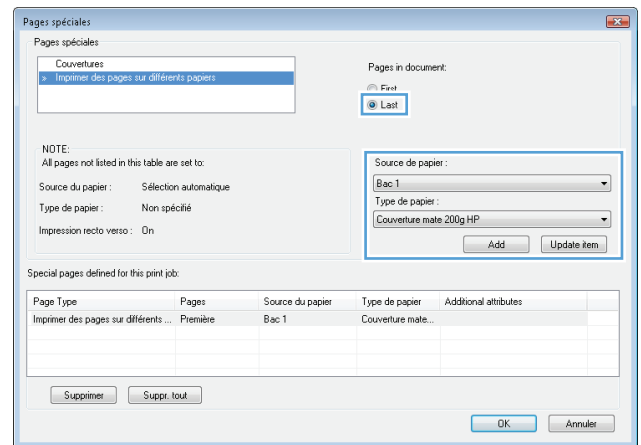 Pages spéciales
Pages spéciales
Couvertures
» Imprimer des pages sur différents papiers
Pages in document:
First
Last
NOTE:
All pages not listed in this table are set to:
Source du papier : Sélection automatique
Type de papier : Non spécifié
Impression recto verso : On
Source de papier :
Bac 1
Type de papier :
Couverture mate 200g HP
Add Update item
Special pages defined for this print job:
Page Type Pages Source du papier Type de papier Additional attributes
Imprimer des pages sur différents ... Première Bac 1 Couverture mate...
Supprimer Suppr. tout
OK Annuler